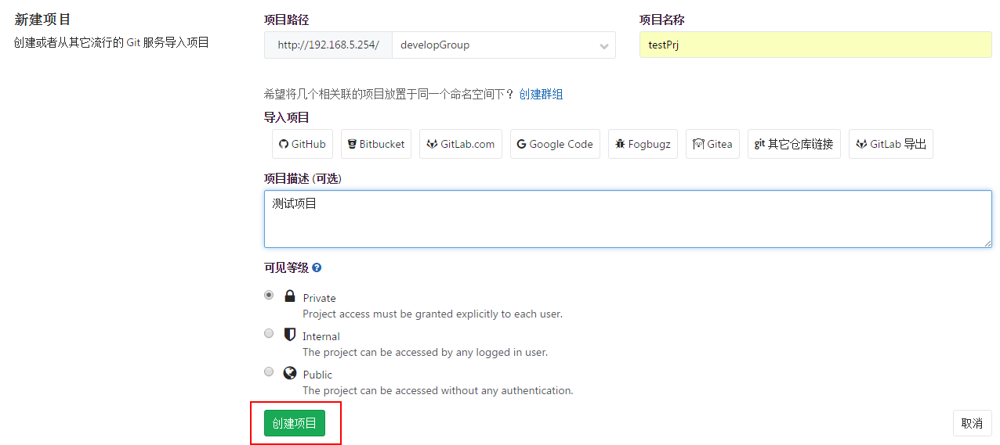 新建项目
创建或者从其它流行的 Git 服务导入项目
项目路径
http://192.168.5.254/ developGroup
项目名称
testPrj
希望将几个相关联的项目放置于同一个命名空间下？ 创建群组
导入项目
GitHub Bitbucket GitLab.com Google Code Fogbugz Gitea git 其它仓库链接 GitLab 导出
项目描述 (可选)
测试项目
可见等级
Private
Project access must be granted explicitly to each user.
Internal
The project can be accessed by any logged in user.
Public
The project can be accessed without any authentication.
创建项目 取消